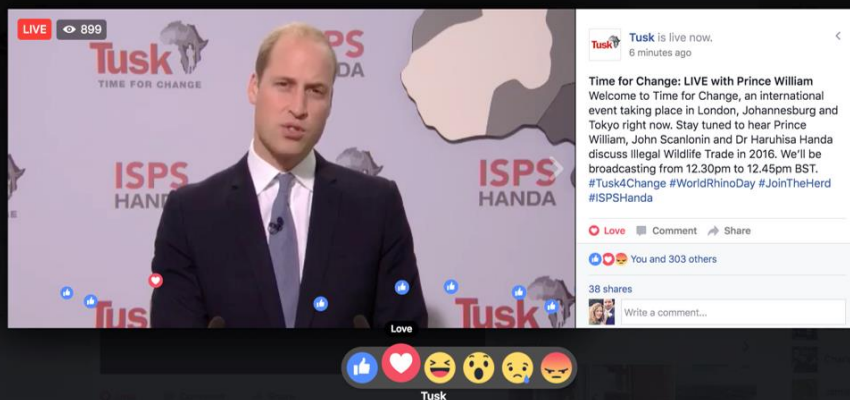 LIVE
899
Tusk
TIME FOR CHANGE
ISPS
HANDA
ISPS
HANDA
Tusk
Tusk
Tusk is live now.
6 minutes ago
Tusk
Time for Change: LIVE with Prince William
Welcome to Time for Change, an international
event taking place in London, Johannesburg and
Tokyo right now. Stay tuned to hear Prince
William, John Scanlonin and Dr Haruhisa Handa
discuss Illegal Wildlife Trade in 2016. We'll be
broadcasting from 12.30pm to 12.45pm BST.
#Tusk4Change #WorldRhinoDay #JoinTheHerd
#ISPSHanda
Love
Comment
Share
You and 303 others
38 shares
Write a comment...
Love
Tusk